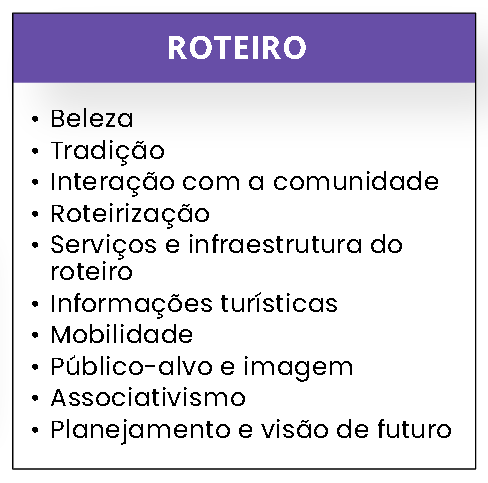 ROTEIRO
• Beleza
• Tradição
• Interação com a comunidade
• Roteirização
• Serviços e infraestrutura do
roteiro
• Informações turísticas
• Mobilidade
• Público-alvo e imagem
• Associativismo
• Planejamento e visão de futuro